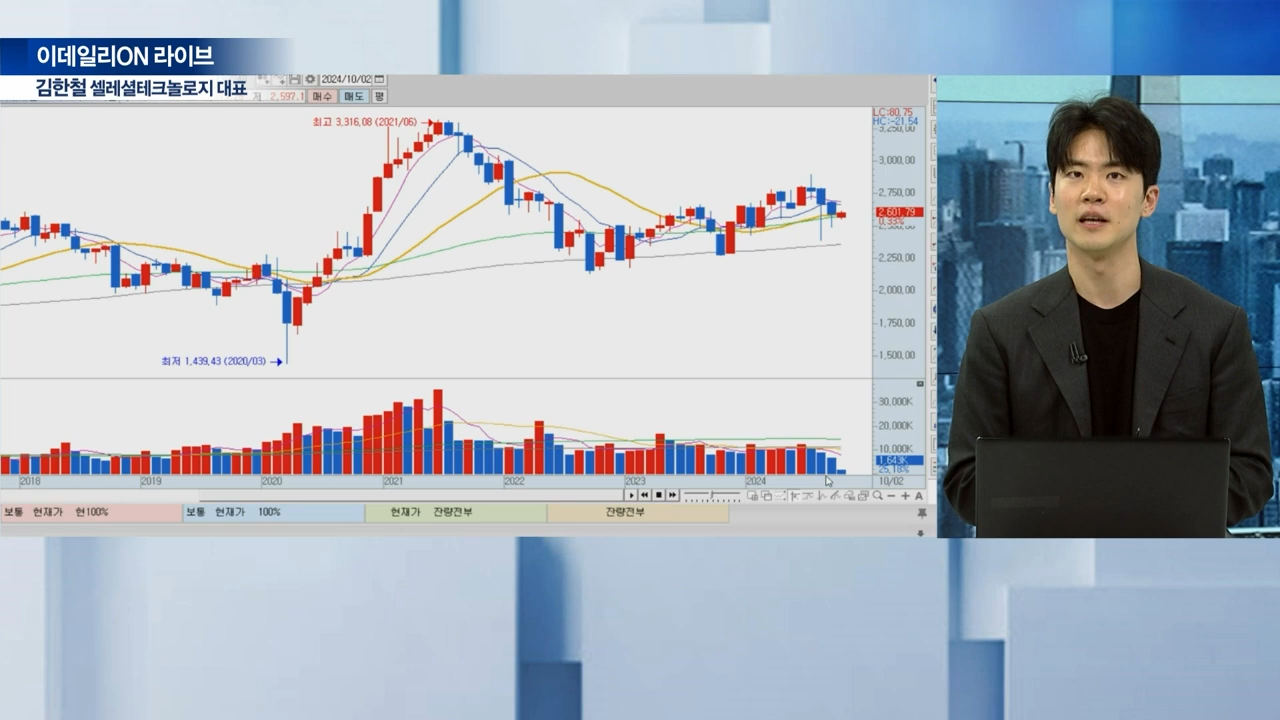 이데일리ON 라이브
김한철 셀레셜테크놀로지 대표
2024/10/02
저 2,597.1 매수 매도 평
최고 3,316,08 (2021/06)
LC:80,75
HC:-21,54
3,250,00
3,000,00
2,750,00
2,601,79
0,33%
2,250,00
2,000,00
1,750,00
1,500,00
최저 1,439,43 (2020/03)
30,000K
20,000K
10,000K
1,643K
25,18%
2018 2019 2020 2021 2022 2023 2024 10/02
A
보통 현재가 현100% 보통 현재가 100% 현재가 잔량전부 잔량전부